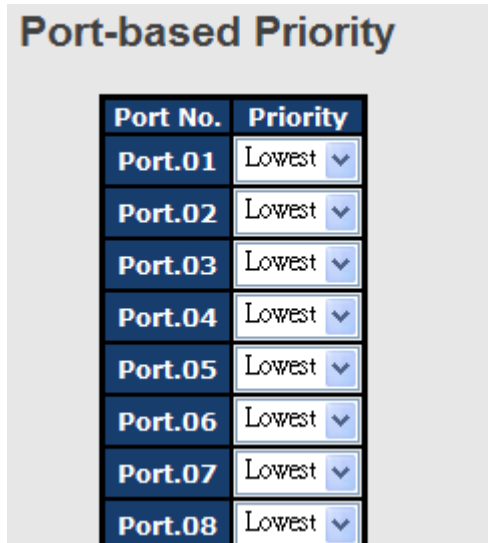 Port-based Priority
Port No. Priority
Port.01 Lowest
Port.02 Lowest
Port.03 Lowest
Port.04 Lowest
Port.05 Lowest
Port.06 Lowest
Port.07 Lowest
Port.08 Lowest